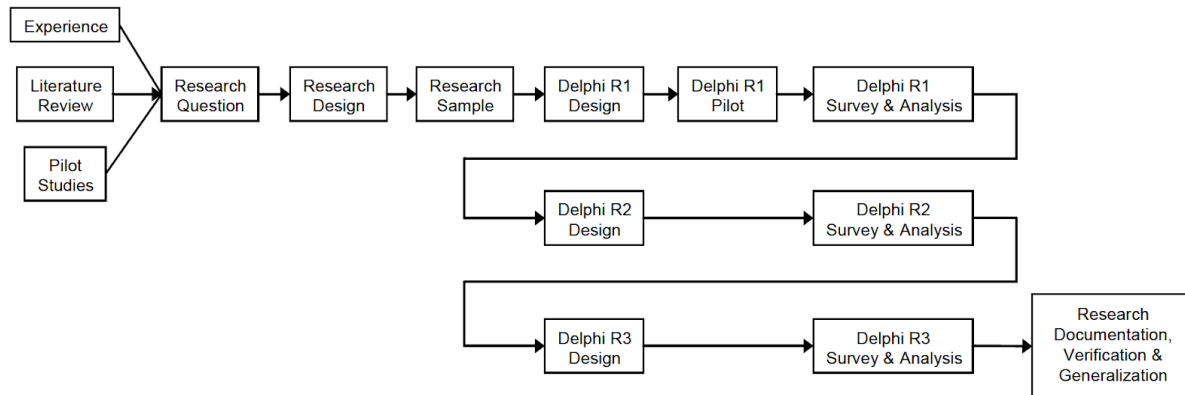 Experience
Literature
Review
Pilot
Studies
Research
Question
Research
Design
Research
Sample
Delphi R1
Design
Delphi R1
Pilot
Delphi R1
Survey & Analysis
Delphi R2
Design
Delphi R2
Survey & Analysis
Delphi R3
Design
Delphi R3
Survey & Analysis
Research
Documentation,
Verification &
Generalization